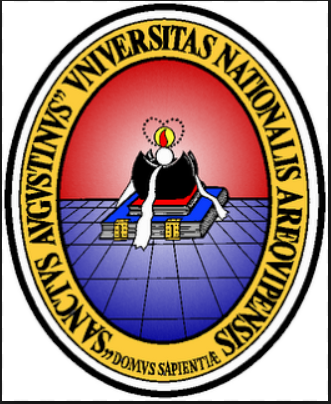 "SANCTVS AVGVSTINVS" VNIVERSITAS NATIONALIS AREQVIPENSIS
DOMVS SAPIENTIÆ